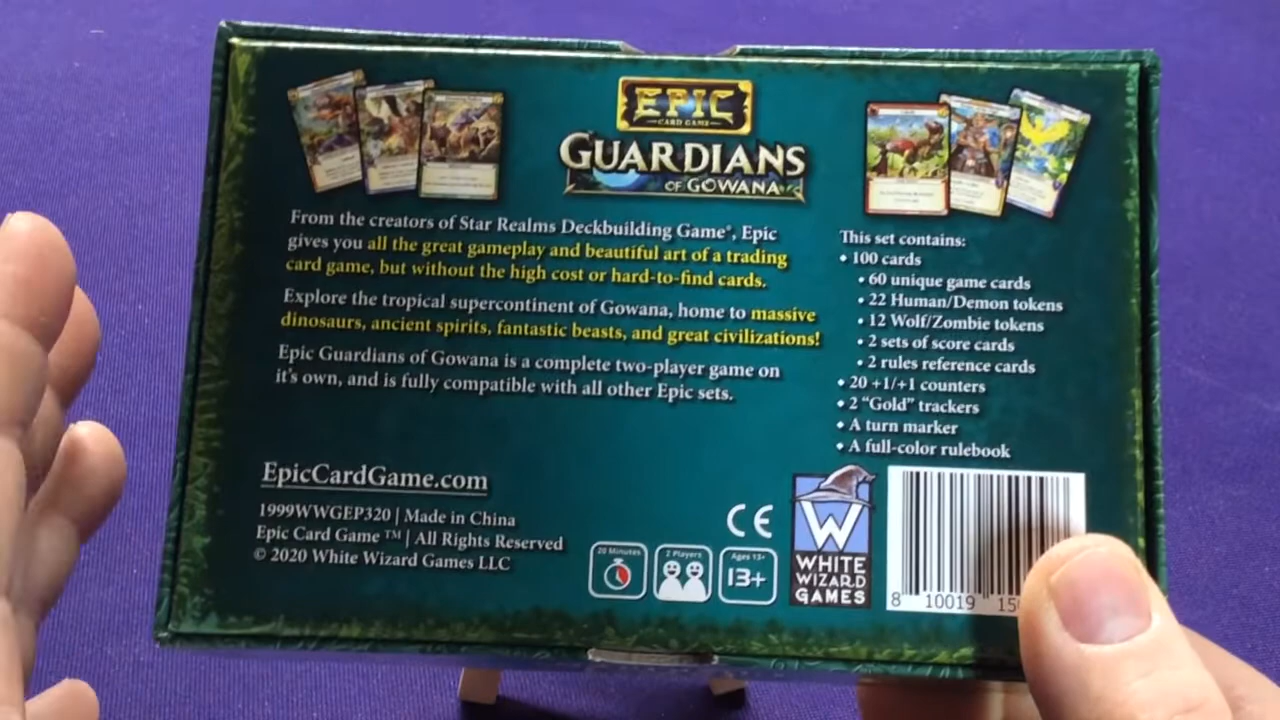 EPIC
CARD GAME
GUARDIANS
OF GOWANA
From the creators of Star Realms Deckbuilding Game®, Epic
gives you all the great gameplay and beautiful art of a trading
card game, but without the high cost or hard-to-find cards.
Explore the tropical supercontinent of Gowana, home to massive
dinosaurs, ancient spirits, fantastic beasts, and great civilizations!
Epic Guardians of Gowana is a complete two-player game on
it's own, and is fully compatible with all other Epic sets.
This set contains:
• 100 cards
• 60 unique game cards
• 22 Human/Demon tokens
• 12 Wolf/Zombie tokens
• 2 sets of score cards
• 2 rules reference cards
• 20 +1/+1 counters
• 2 “Gold” trackers
• A turn marker
• A full-color rulebook
EpicCardGame.com
1999WWGEP320 | Made in China
Epic Card Game ™ | All Rights Reserved
© 2020 White Wizard Games LLC
CE
20 Minutes
2 Players
Ages 13+
13+
W
WHITE
WIZARD
GAMES
8 10019 15